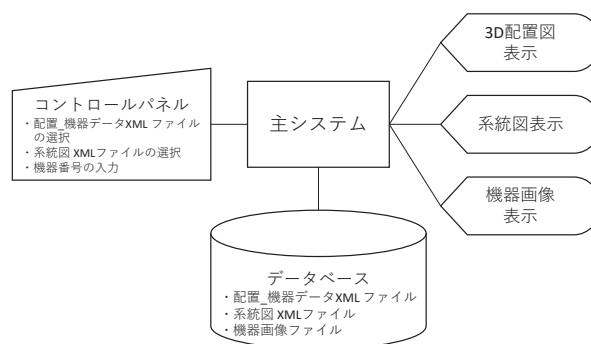 コントロールパネル
・配置_機器データXML ファイル
の選択
・系統図 XMLファイルの選択
・機器番号の入力
主システム
3D配置図
表示
系統図表示
機器画像
表示
データベース
・配置_機器データXML ファイル
・系統図 XMLファイル
・機器画像ファイル